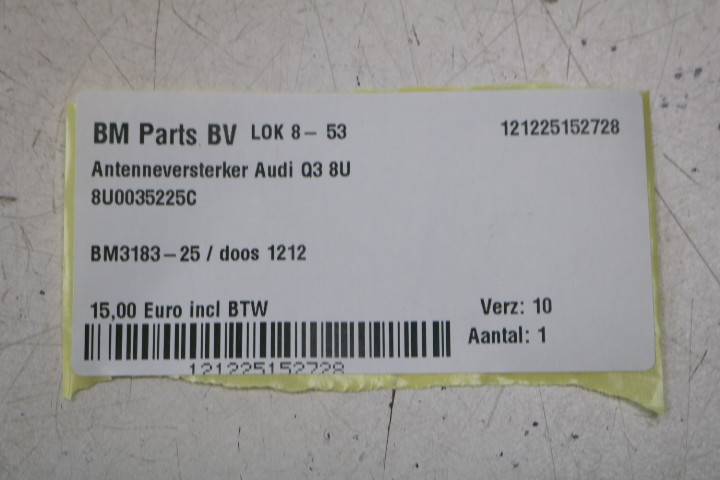 BM Parts BV LOK 8- 53 121225152728
Antenneversterker Audi Q3 8U
8U0035225C
BM3183-25 / doos 1212
15,00 Euro incl BTW Verz: 10
Aantal: 1
121225152728